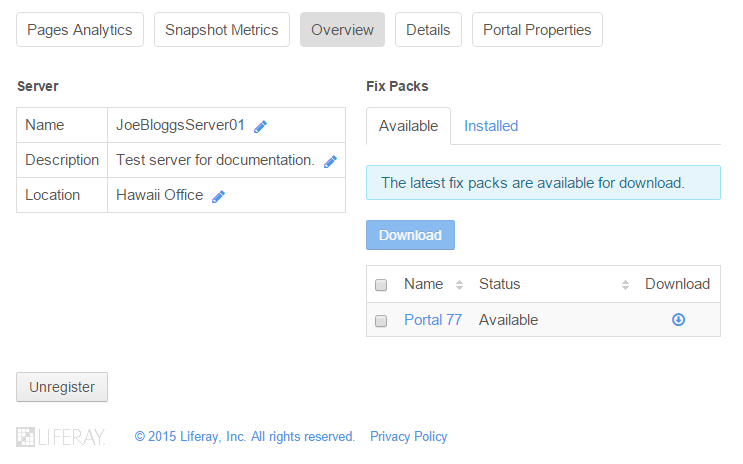 Pages Analytics
Snapshot Metrics
Overview
Details
Portal Properties
Server
Name JoeBloggsServer01
Description Test server for documentation.
Location Hawaii Office
Fix Packs
Available Installed
The latest fix packs are available for download.
Download
Name Status Download
Portal 77 Available
Unregister
LIFERAY. © 2015 Liferay, Inc. All rights reserved. Privacy Policy